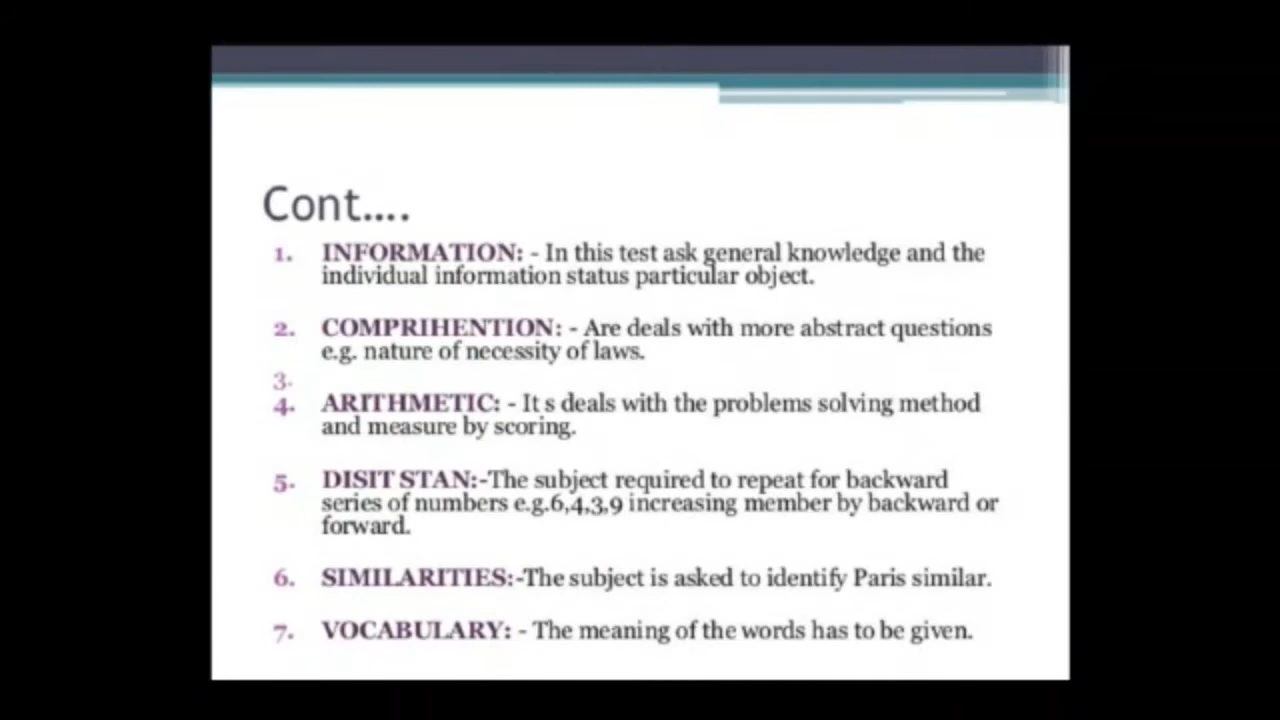 Cont....
1. INFORMATION: - In this test ask general knowledge and the
individual information status particular object.
2. COMPRIHENTION: - Are deals with more abstract questions
e.g. nature of necessity of laws.
3.
4. ARITHMETIC: - It s deals with the problems solving method
and measure by scoring.
5. DISIT STAN:-The subject required to repeat for backward
series of numbers e.g.6,4,3,9 increasing member by backward or
forward.
6. SIMILARITIES:-The subject is asked to identify Paris similar.
7. VOCABULARY: - The meaning of the words has to be given.